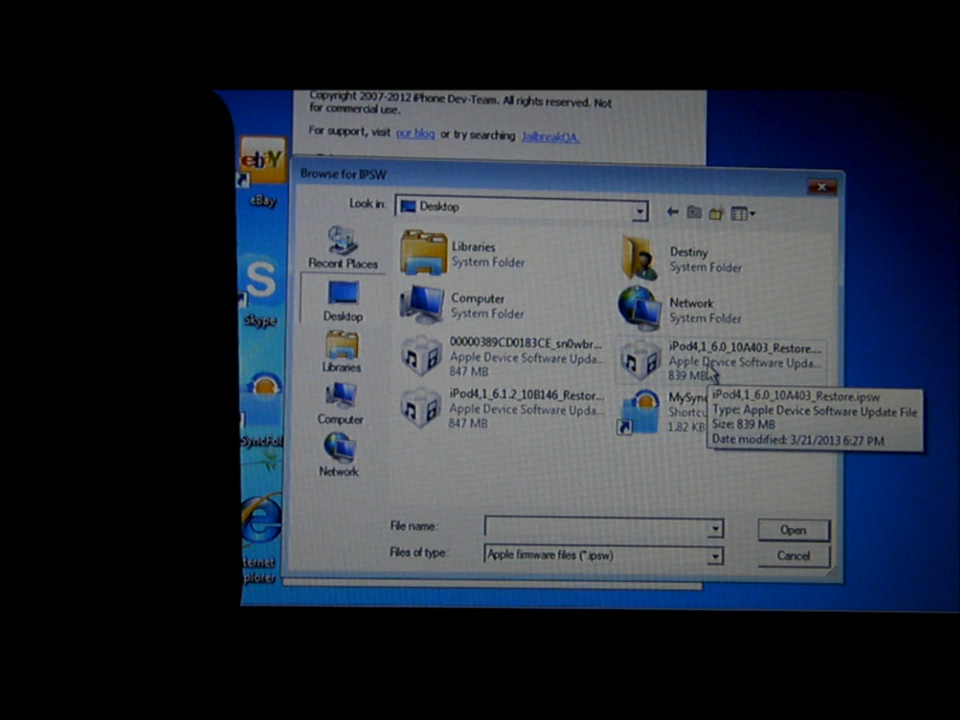 Copyright 2007-2012 iPhone Dev-Team. All rights reserved. Not
for commercial use.
For support, visit our blog or try searching JailbreakQA.
Browse for IPSW
Look in:
Desktop
Recent Places
Desktop
Libraries
Computer
Network
Libraries
System Folder
Destiny
System Folder
Computer
System Folder
Network
System Folder
00000389CD0183CE_sn0wbr...
Apple Device Software Upda...
847 MB
iPod4,1_6.0_10A403_Restore....
Apple Device Software Upda...
839 MB
iPod4,1_6.1.2_10B146_Restor...
Apple Device Software Upda...
847 MB
MySync
Shortcu
1.82 KB
iPod4,1_6.0_10A403_Restore.ipsw
Type: Apple Device Software Update File
Size: 839 MB
Date modified: 3/21/2013 6:27 PM
File name:
Open
Files of type:
Apple firmware files (*.ipsw)
Cancel
ebaY
eBay
S
Skype
SyncFol
ternet
xplorer